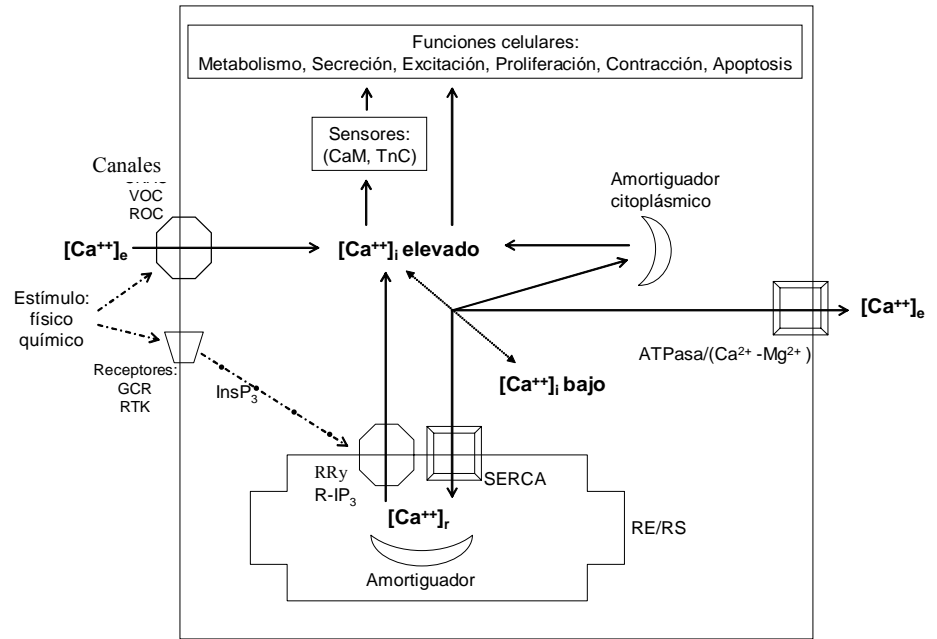 Funciones celulares:
Metabolismo, Secreción, Excitación, Proliferación, Contracción, Apoptosis
Sensores:
(CaM, TnC)
Canales
VOC
ROC
Amortiguador
citoplásmico
[Ca++]e
[Ca++]i elevado
Estímulo:
físico
químico
[Ca++]e
ATPasa/(Ca2+ -Mg2+ )
Receptores:
GCR
RTK
InsP3
[Ca++]i bajo
RRy
R-IP3
SERCA
[Ca++]r
RE/RS
Amortiguador